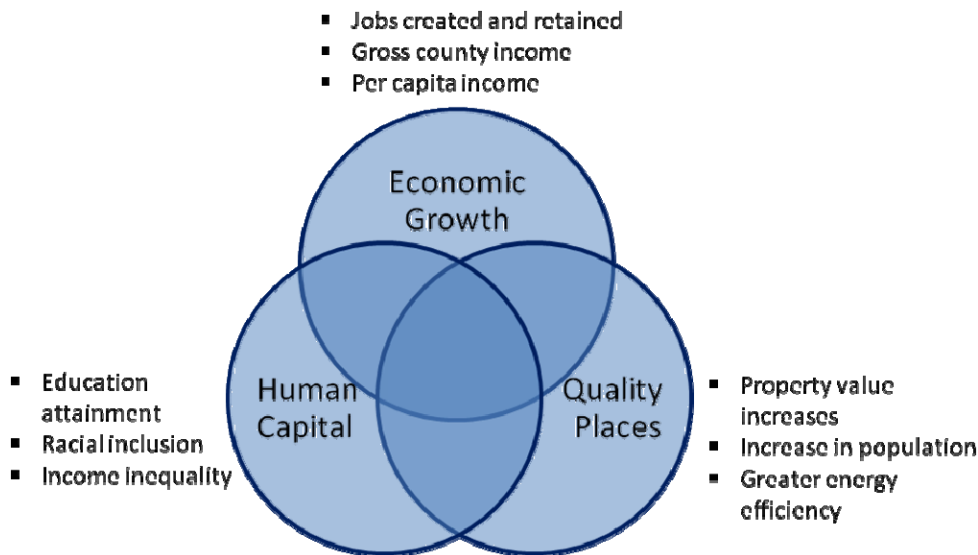 ▪ Jobs created and retained
▪ Gross county income
▪ Per capita income
Economic
Growth
Human
Capital
Quality
Places
▪ Education
attainment
▪ Racial inclusion
▪ Income inequality
▪ Property value
increases
▪ Increase in population
▪ Greater energy
efficiency